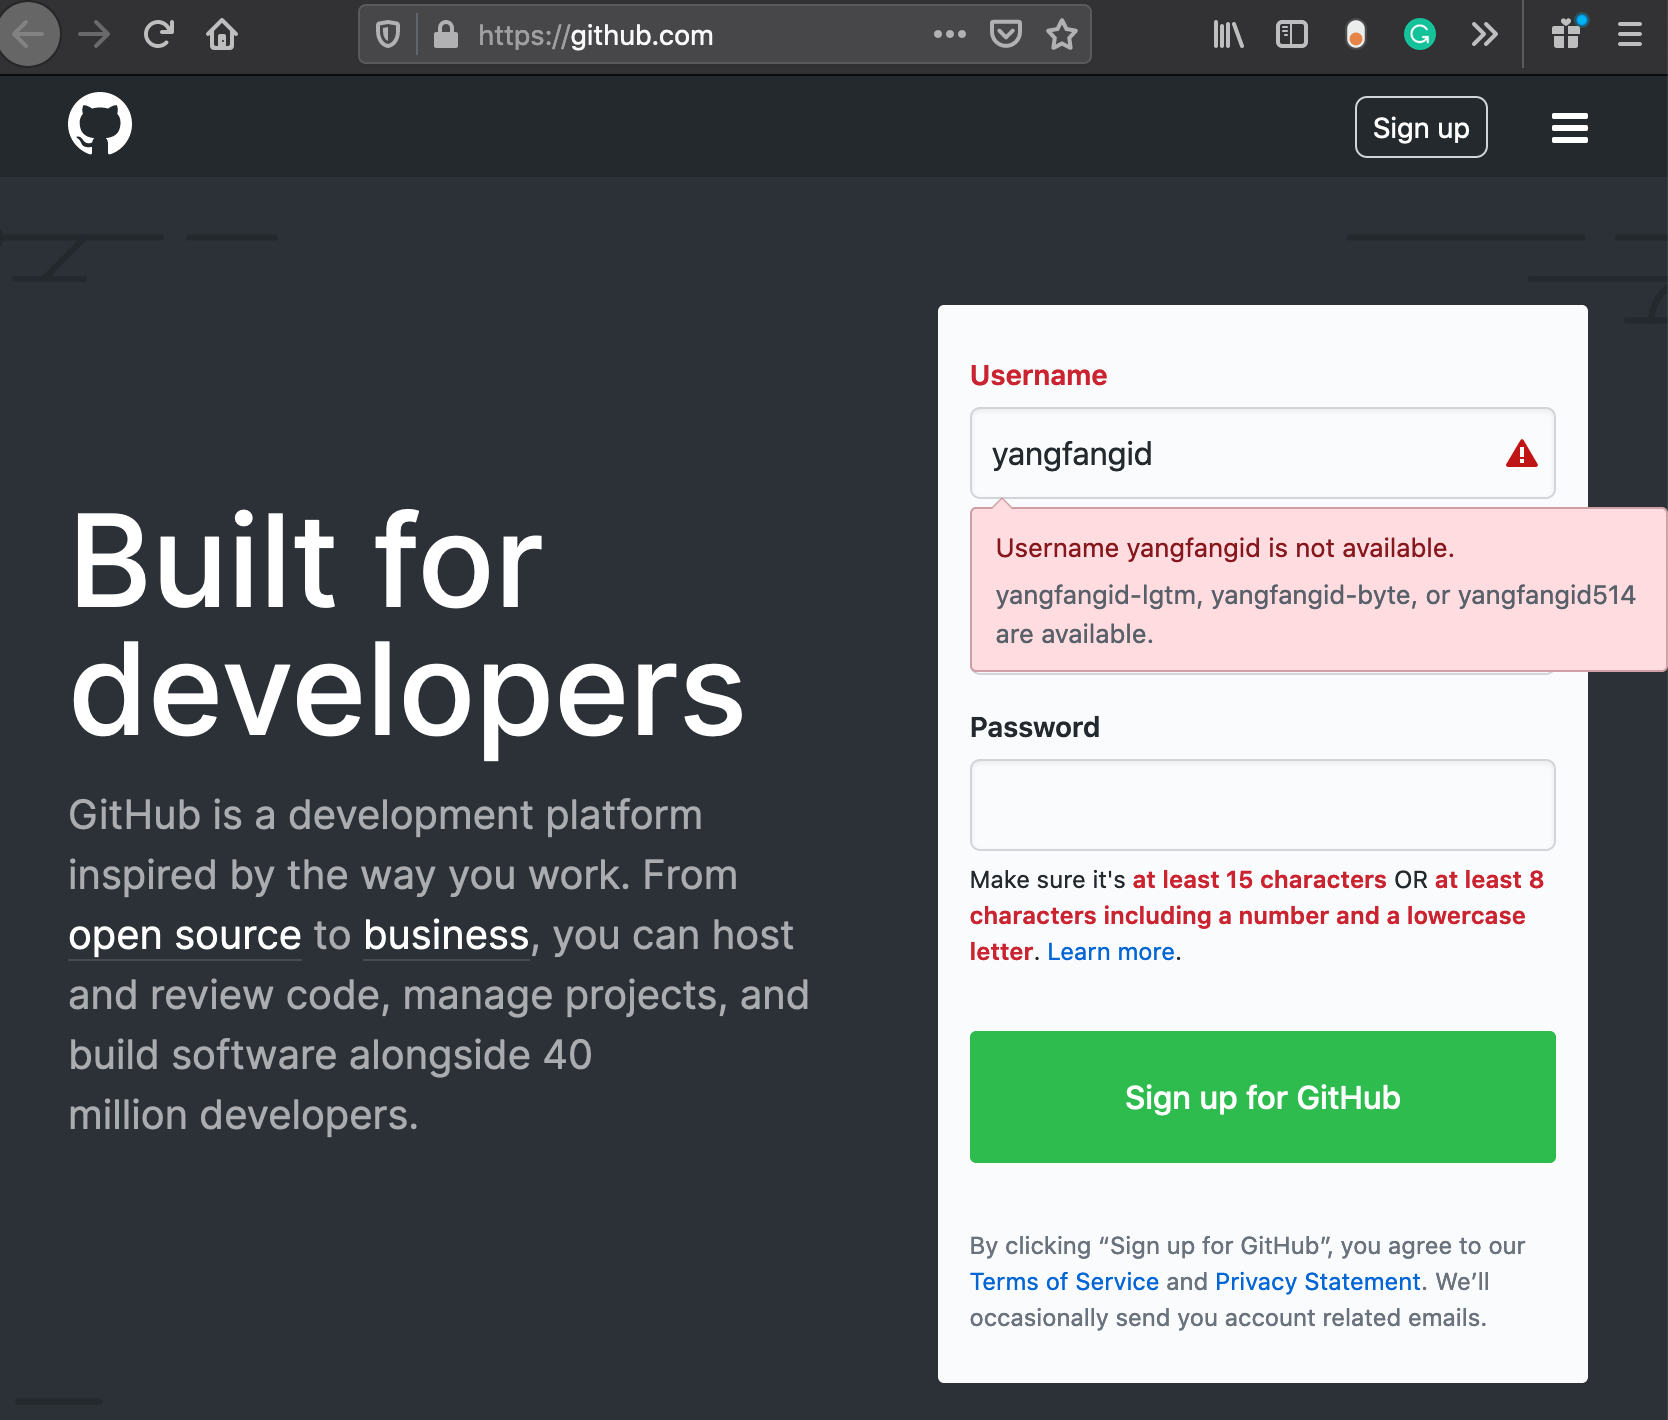 https://github.com
Sign up
Built for
developers
GitHub is a development platform
inspired by the way you work. From
open source to business, you can host
and review code, manage projects, and
build software alongside 40
million developers.
Username
yangfangid
Username yangfangid is not available.
yangfangid-lgtm, yangfangid-byte, or yangfangid514
are available.
Password
Make sure it's at least 15 characters OR at least 8
characters including a number and a lowercase
letter. Learn more.
Sign up for GitHub
By clicking “Sign up for GitHub”, you agree to our
Terms of Service and Privacy Statement. We’ll
occasionally send you account related emails.